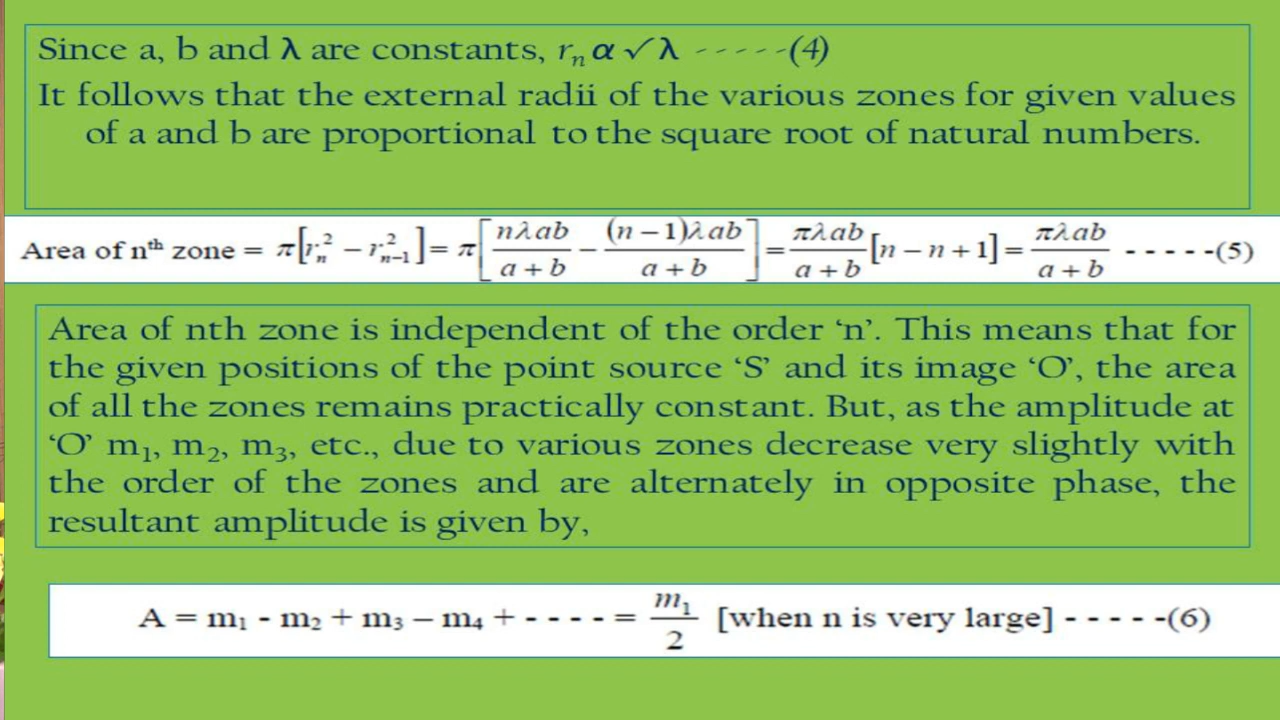 Since a, b and λ are constants, rₙ α √ λ -----(4)
It follows that the external radii of the various zones for given values
of a and b are proportional to the square root of natural numbers.
Area of nᵗʰ zone = π[r²ₙ − r²ₙ₋₁] = π[nλab/(a + b) − (n − 1)λab/(a + b)] = πλab/(a + b) [n − n + 1] = πλab/(a + b) -----(5)
Area of nth zone is independent of the order ‘n’. This means that for
the given positions of the point source ‘S’ and its image ‘O’, the area
of all the zones remains practically constant. But, as the amplitude at
‘O’ m₁, m₂, m₃, etc., due to various zones decrease very slightly with
the order of the zones and are alternately in opposite phase, the
resultant amplitude is given by,
A = m₁ - m₂ + m₃ – m₄ + - - - - = m₁/2 [when n is very large] - - - - -(6)